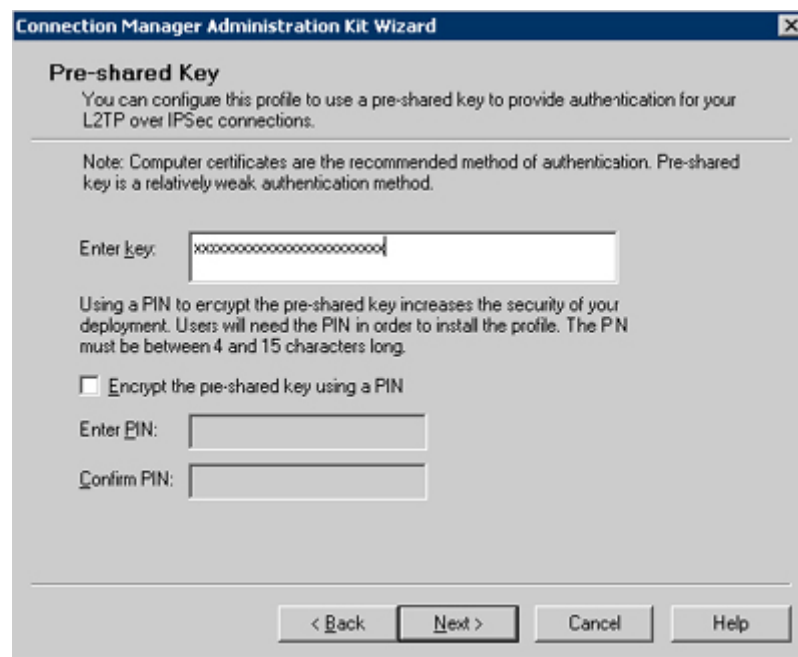 Connection Manager Administration Kit Wizard
Pre-shared Key
You can configure this profile to use a pre-shared key to provide authentication for your
L2TP over IPSec connections.
Note: Computer certificates are the recommended method of authentication. Pre-shared
key is a relatively weak authentication method.
Enter key:
Using a PIN to encrypt the pre-shared key increases the security of your
deployment. Users will need the PIN in order to install the profile. The PIN
must be between 4 and 15 characters long.
Encrypt the pre-shared key using a PIN
Enter PIN:
Confirm PIN:
< Back Next > Cancel Help